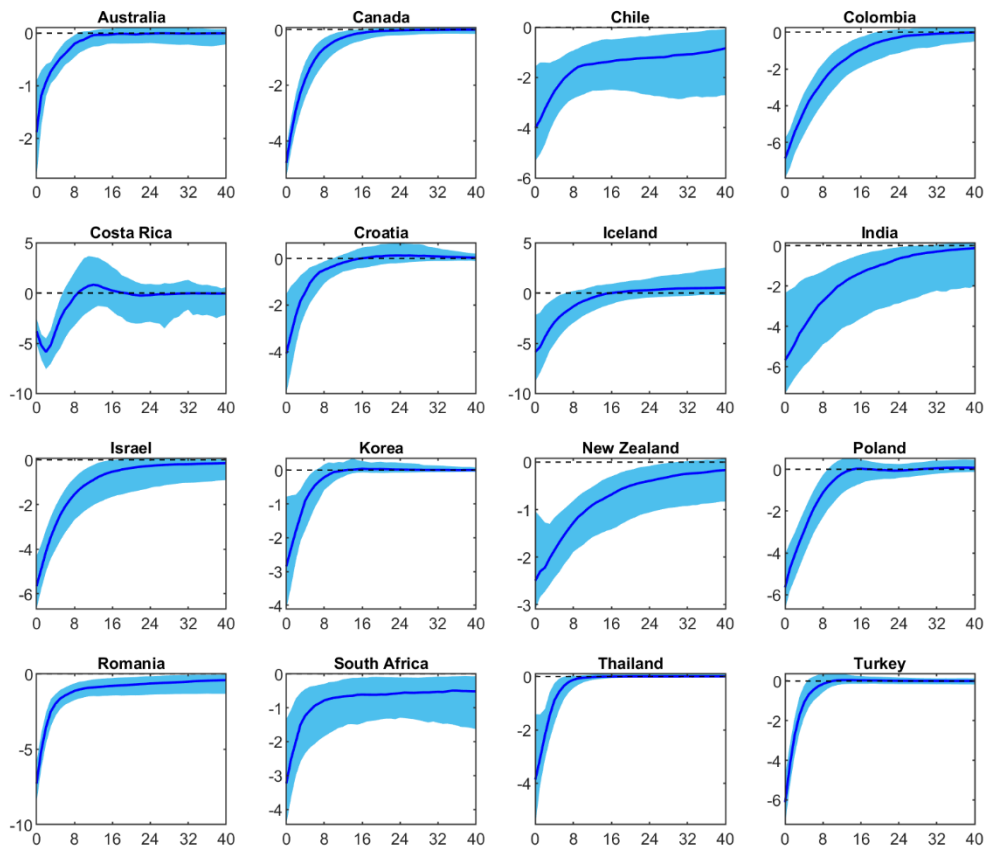 Australia Canada Chile Colombia
0 0 0 0
-1 -2 -2 -2
-2 -4 -4 -4
-6 -6
-8
0 8 16 24 32 40 0 8 16 24 32 40 0 8 16 24 32 40 0 8 16 24 32 40
Costa Rica Croatia Iceland India
5 0 5 0
0 -2 0 -2
-5 -4 -5 -4
-10 -10 -6
0 8 16 24 32 40 0 8 16 24 32 40 0 8 16 24 32 40 0 8 16 24 32 40
Israel Korea New Zealand Poland
0 0 0 0
-2 -1 -1 -2
-4 -2 -2 -4
-6 -3 -3 -6
-4
0 8 16 24 32 40 0 8 16 24 32 40 0 8 16 24 32 40 0 8 16 24 32 40
Romania South Africa Thailand Turkey
0 0 0 0
-5 -1 -2 -2
-10 -2 -4 -4
-3 -6
-4
0 8 16 24 32 40 0 8 16 24 32 40 0 8 16 24 32 40 0 8 16 24 32 40